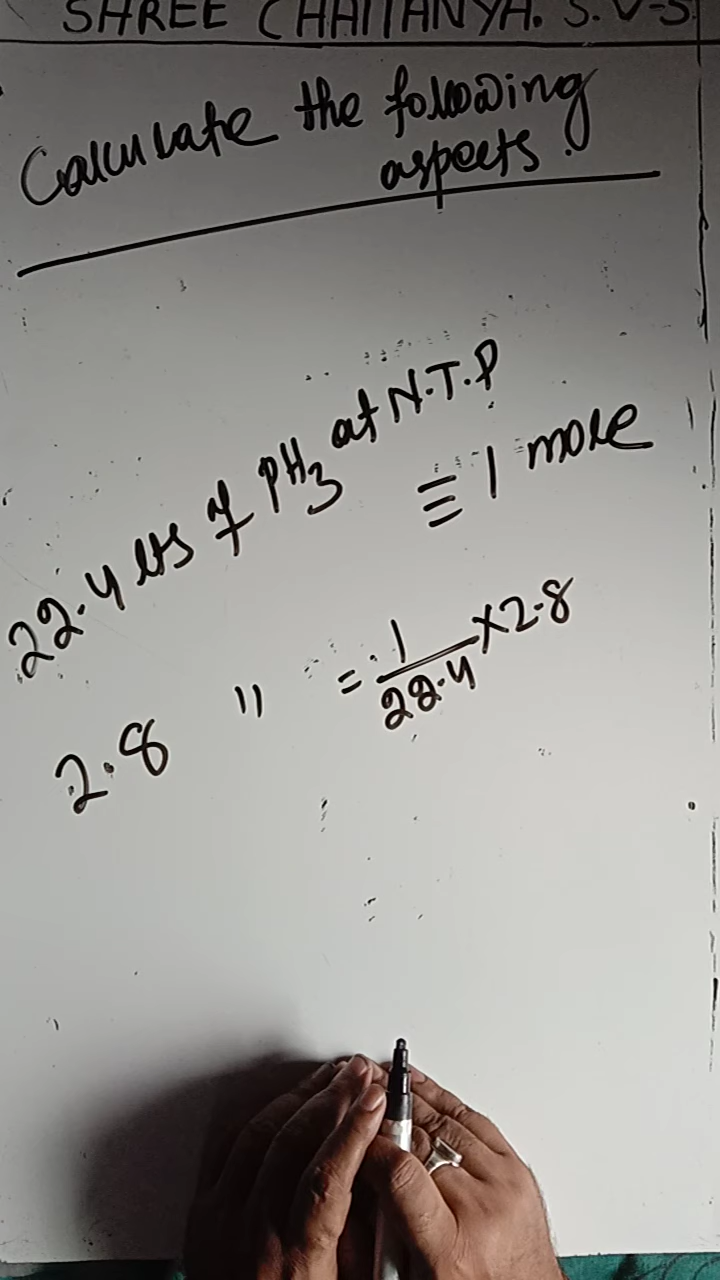 SHREE CHAITANYA. S.V-S
Calculate the following
aspects.
22.4 lts of PH3 at N.T.P
≡ 1 mole
2.8 " = 1/22.4 × 2.8